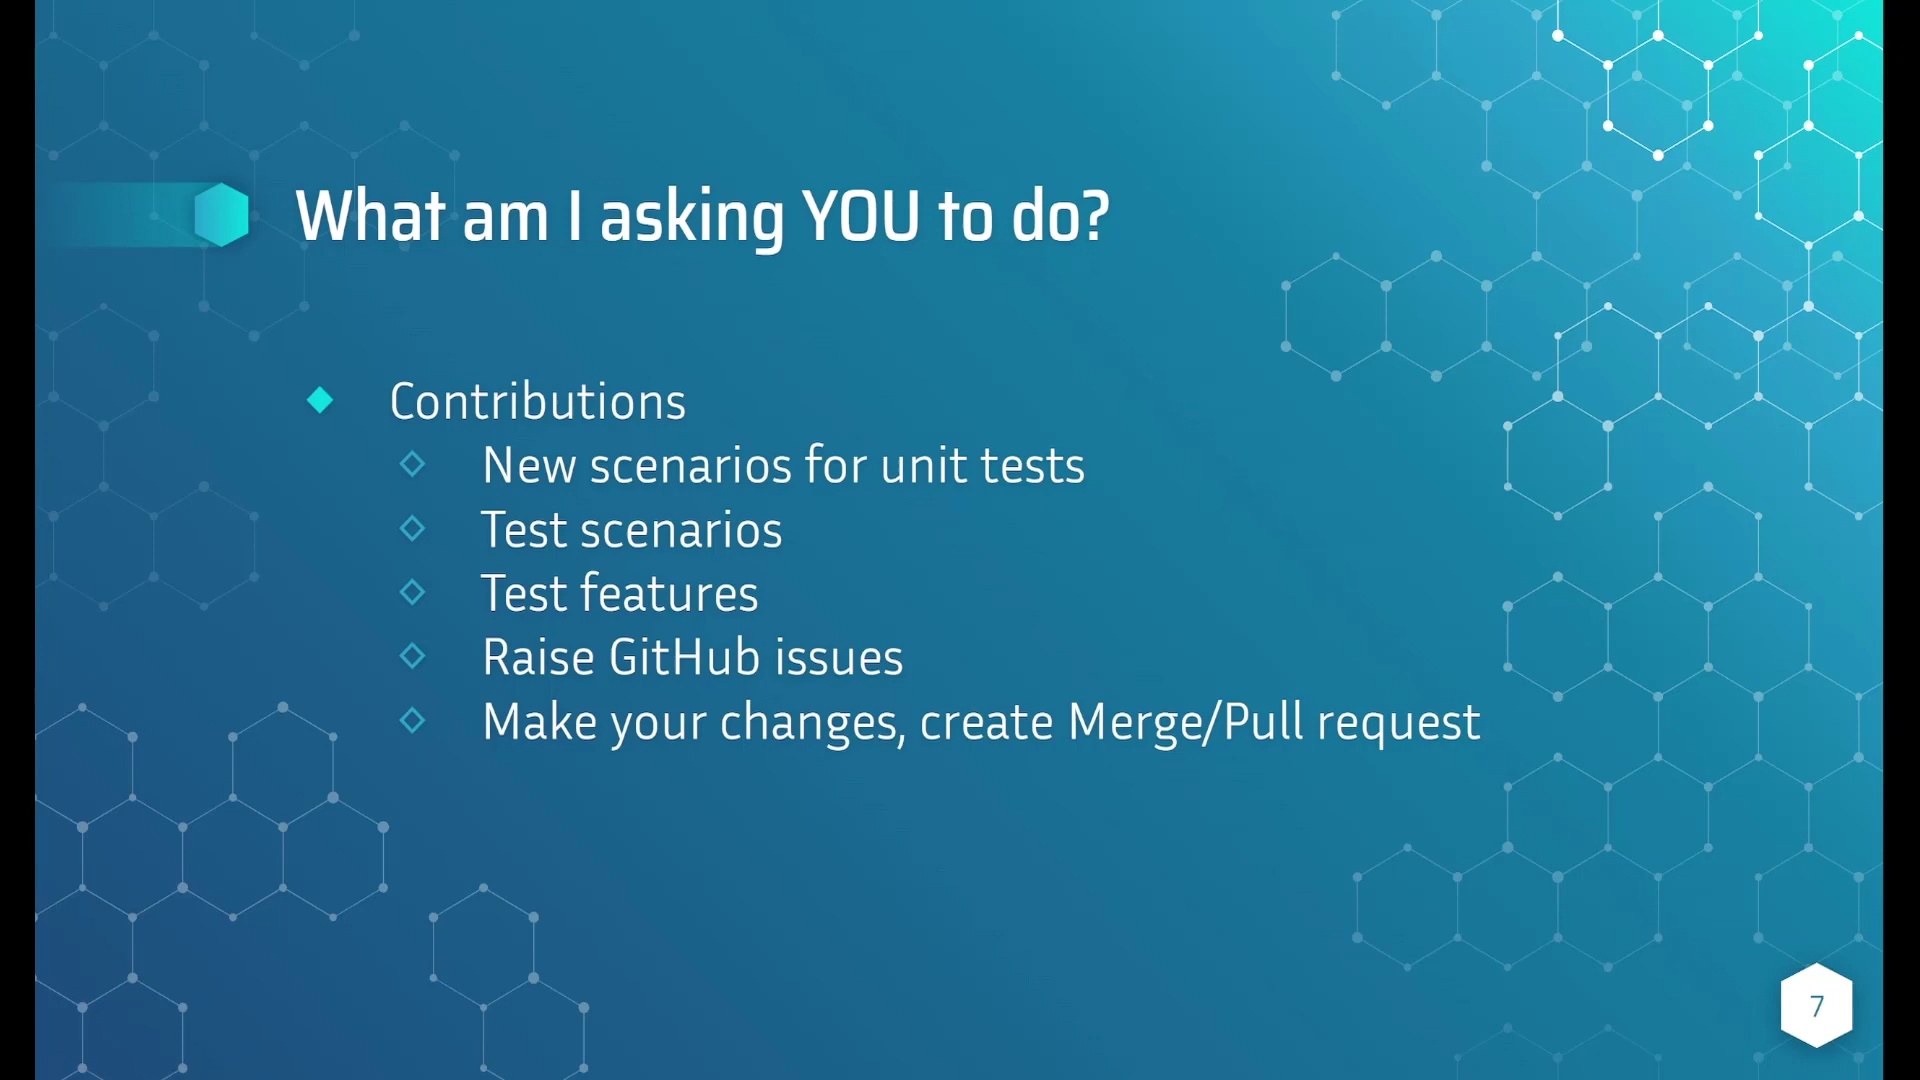 What am I asking YOU to do?
Contributions
New scenarios for unit tests
Test scenarios
Test features
Raise GitHub issues
Make your changes, create Merge/Pull request
7